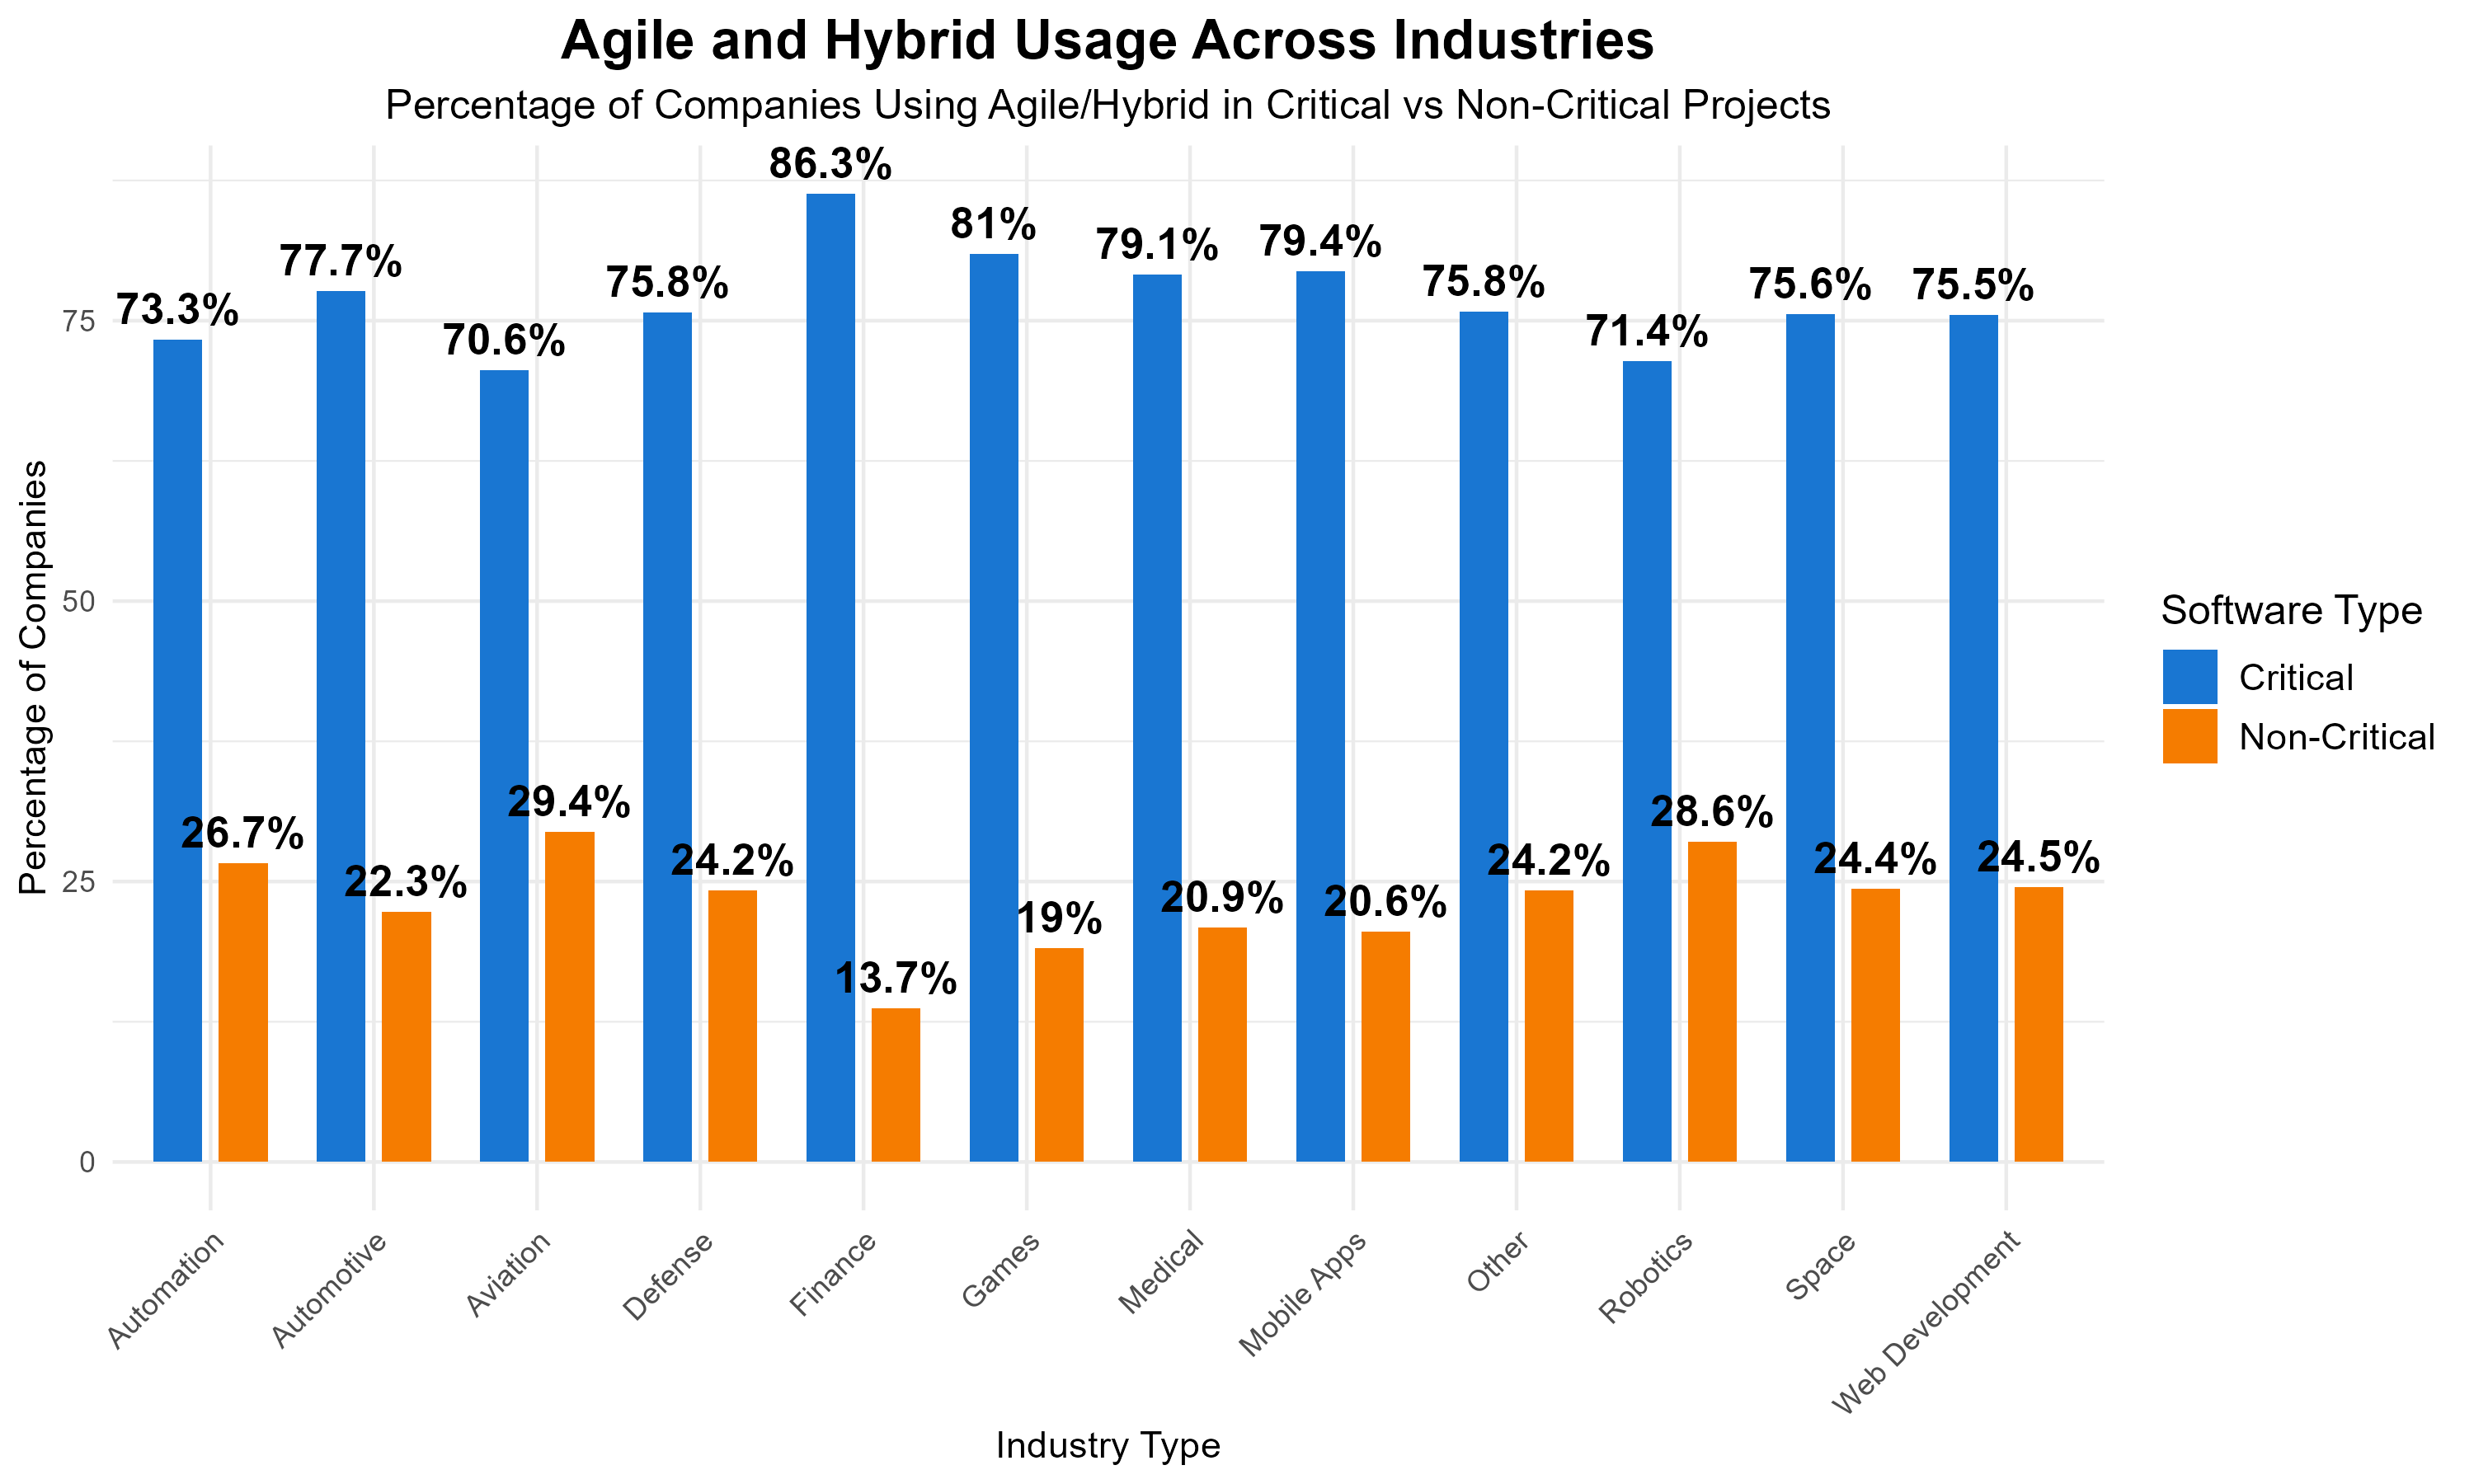 Agile and Hybrid Usage Across Industries
Percentage of Companies Using Agile/Hybrid in Critical vs Non-Critical Projects
Percentage of Companies
75
50
25
0
73.3%
26.7%
77.7%
22.3%
70.6%
29.4%
75.8%
24.2%
86.3%
13.7%
81%
19%
79.1%
20.9%
79.4%
20.6%
75.8%
24.2%
71.4%
28.6%
75.6%
24.4%
75.5%
24.5%
Automation
Automotive
Aviation
Defense
Finance
Games
Medical
Mobile Apps
Other
Robotics
Space
Web Development
Industry Type
Software Type
Critical
Non-Critical